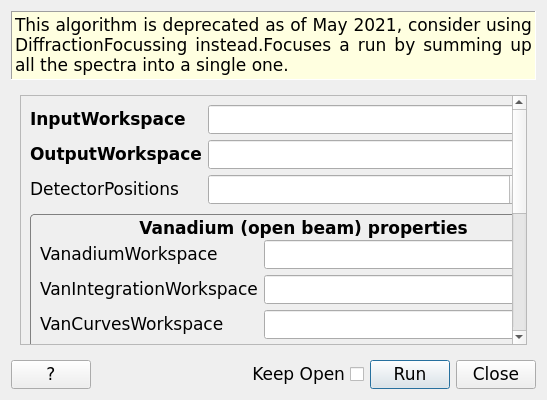 This algorithm is deprecated as of May 2021, consider using
DiffractionFocussing instead.Focuses a run by summing up
all the spectra into a single one.
InputWorkspace
OutputWorkspace
DetectorPositions
Vanadium (open beam) properties
VanadiumWorkspace
VanIntegrationWorkspace
VanCurvesWorkspace
? Keep Open Run Close